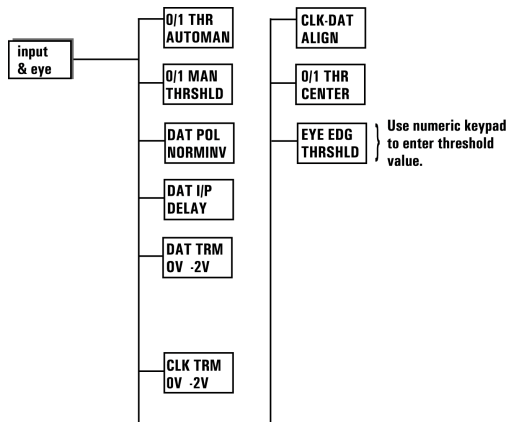 input
& eye
0/1 THR
AUTOMAN
0/1 MAN
THRSHLD
DAT POL
NORMINV
DAT I/P
DELAY
DAT TRM
0V -2V
CLK TRM
0V -2V
CLK-DAT
ALIGN
0/1 THR
CENTER
EYE EDG
THRSHLD
Use numeric keypad
to enter threshold
value.